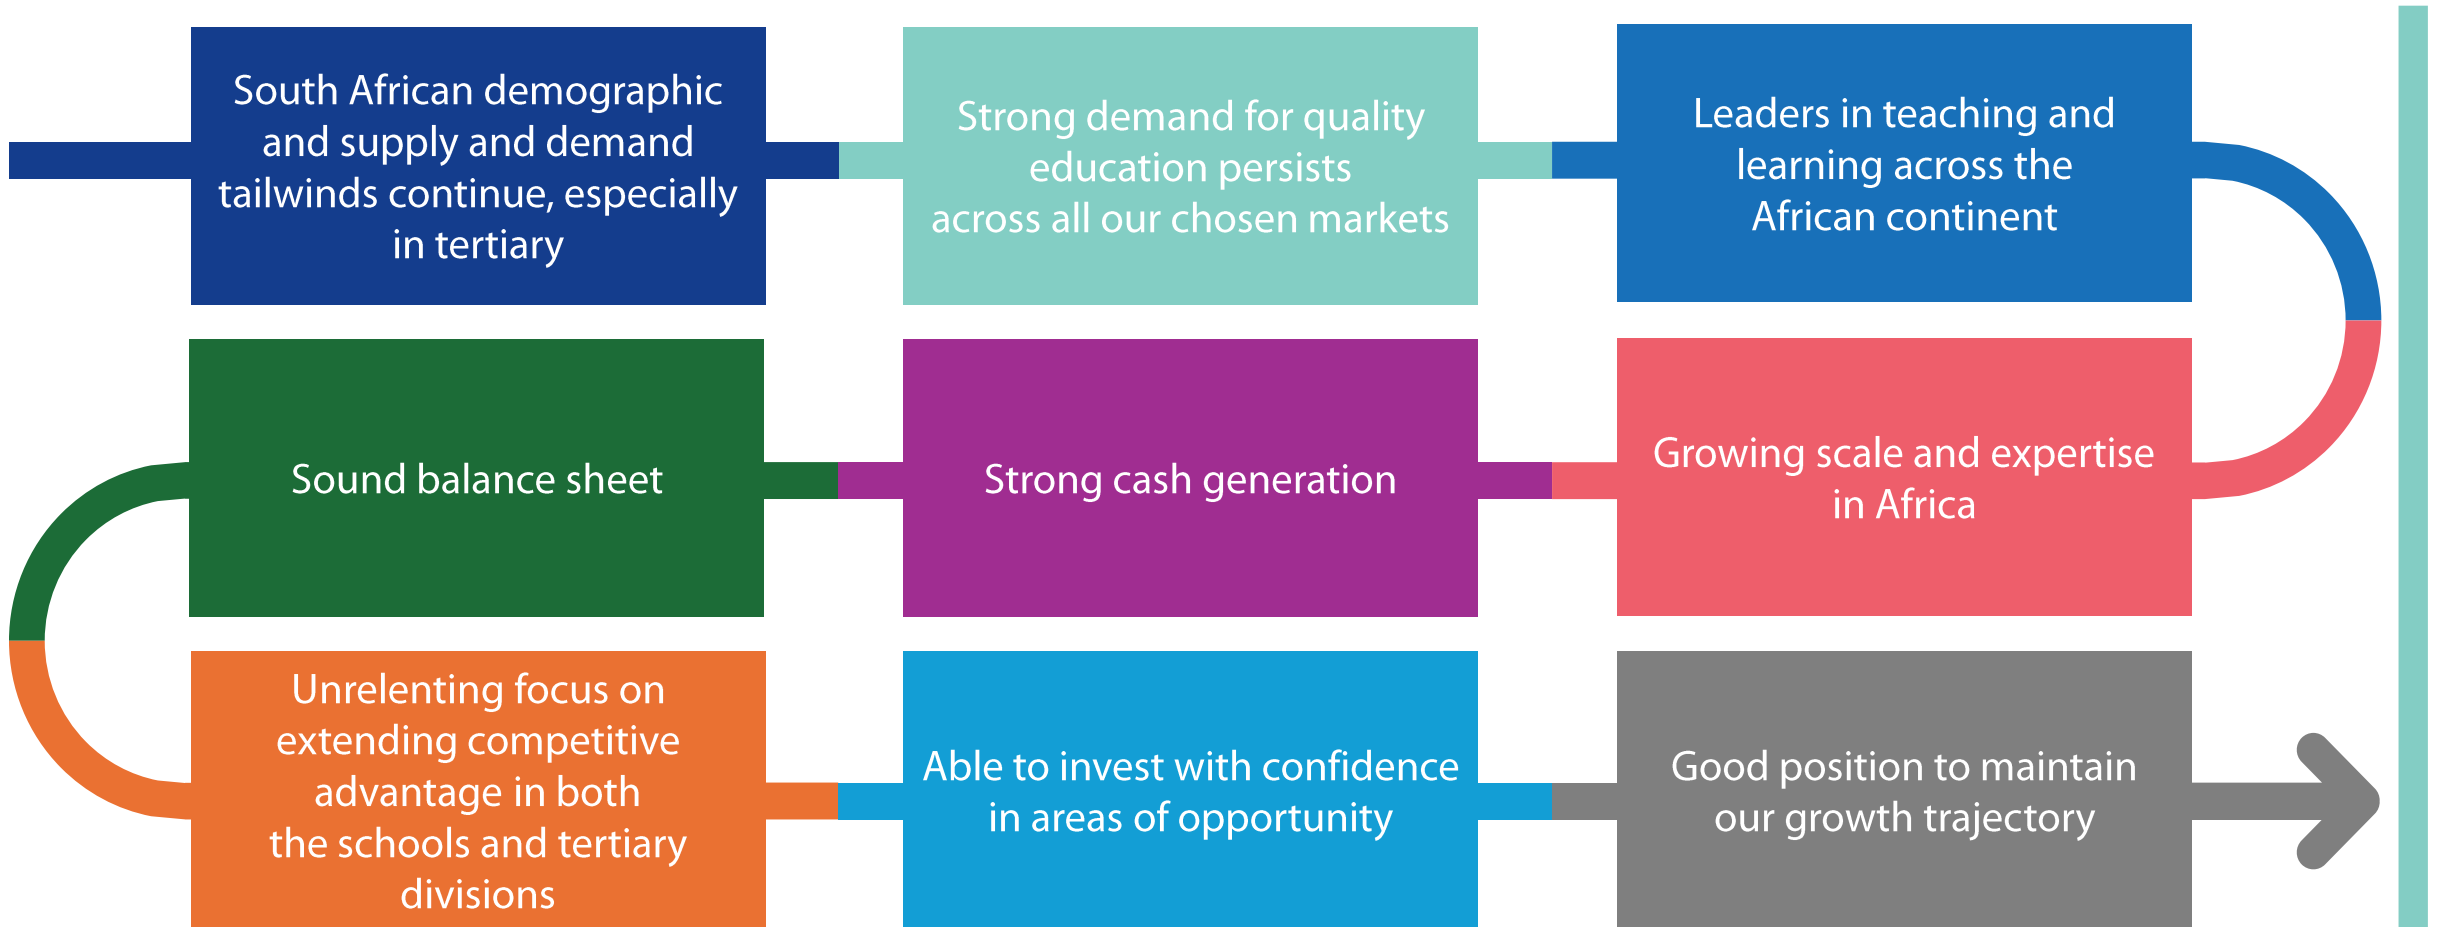 South African demographic
and supply and demand
tailwinds continue, especially
in tertiary
Strong demand for quality
education persists
across all our chosen markets
Leaders in teaching and
learning across the
African continent
Growing scale and expertise
in Africa
Strong cash generation
Sound balance sheet
Unrelenting focus on
extending competitive
advantage in both
the schools and tertiary
divisions
Able to invest with confidence
in areas of opportunity
Good position to maintain
our growth trajectory